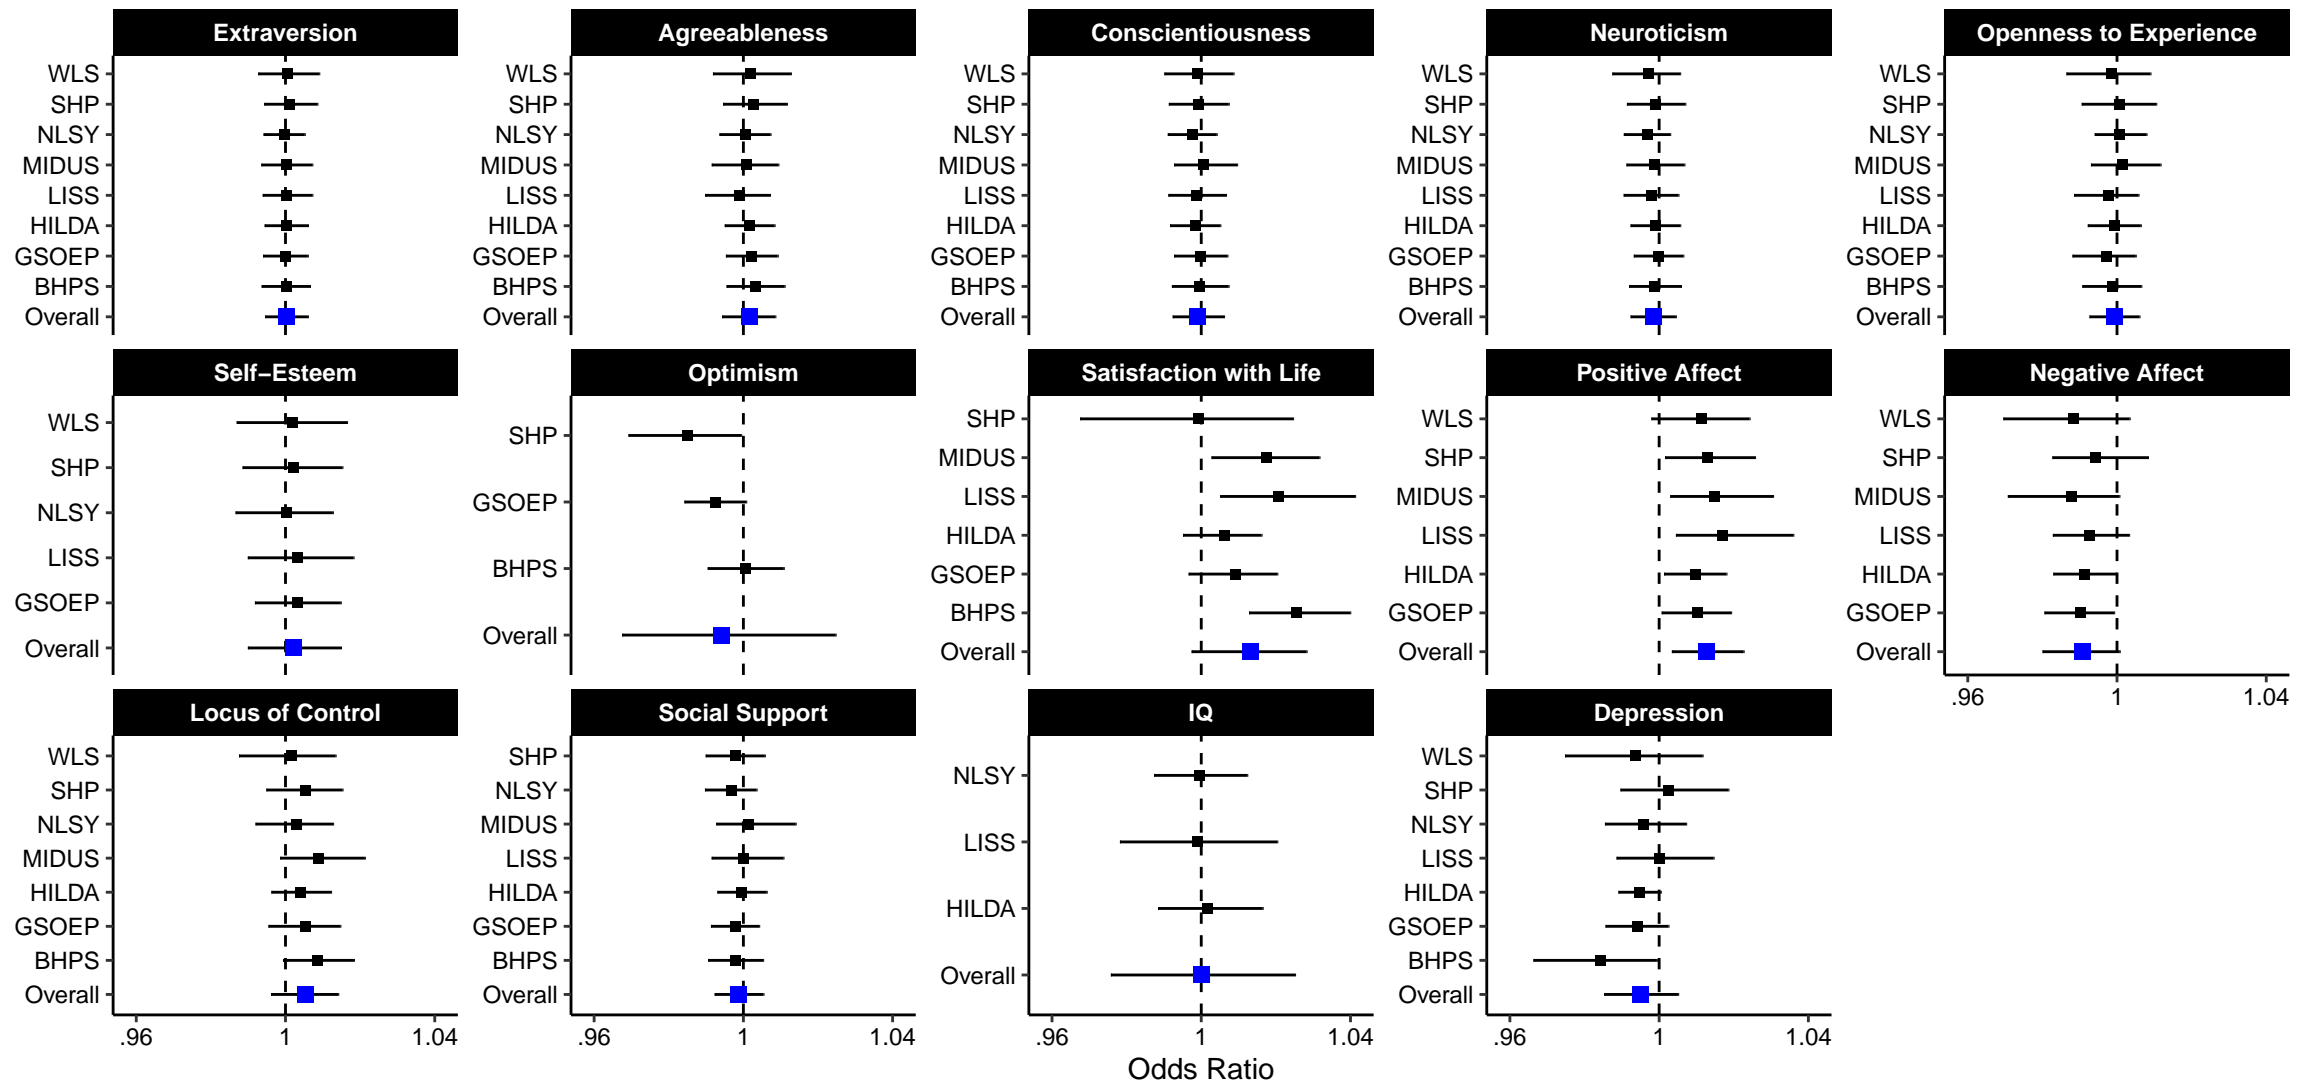 Extraversion
WLS
SHP
NLSY
MIDUS
LISS
HILDA
GSOEP
BHPS
Overall
Agreeableness
WLS
SHP
NLSY
MIDUS
LISS
HILDA
GSOEP
BHPS
Overall
Conscientiousness
WLS
SHP
NLSY
MIDUS
LISS
HILDA
GSOEP
BHPS
Overall
Neuroticism
WLS
SHP
NLSY
MIDUS
LISS
HILDA
GSOEP
BHPS
Overall
Openness to Experience
WLS
SHP
NLSY
MIDUS
LISS
HILDA
GSOEP
BHPS
Overall
Self−Esteem
WLS
SHP
NLSY
LISS
GSOEP
Overall
Optimism
SHP
GSOEP
BHPS
Overall
Satisfaction with Life
SHP
MIDUS
LISS
HILDA
GSOEP
BHPS
Overall
Positive Affect
WLS
SHP
MIDUS
LISS
HILDA
GSOEP
Overall
Negative Affect
WLS
SHP
MIDUS
LISS
HILDA
GSOEP
Overall
.96 1 1.04
Locus of Control
WLS
SHP
NLSY
MIDUS
HILDA
GSOEP
BHPS
Overall
.96 1 1.04
Social Support
SHP
NLSY
MIDUS
LISS
HILDA
GSOEP
BHPS
Overall
.96 1 1.04
IQ
NLSY
LISS
HILDA
Overall
.96 1 1.04
Depression
WLS
SHP
NLSY
LISS
HILDA
GSOEP
BHPS
Overall
.96 1 1.04
Odds Ratio